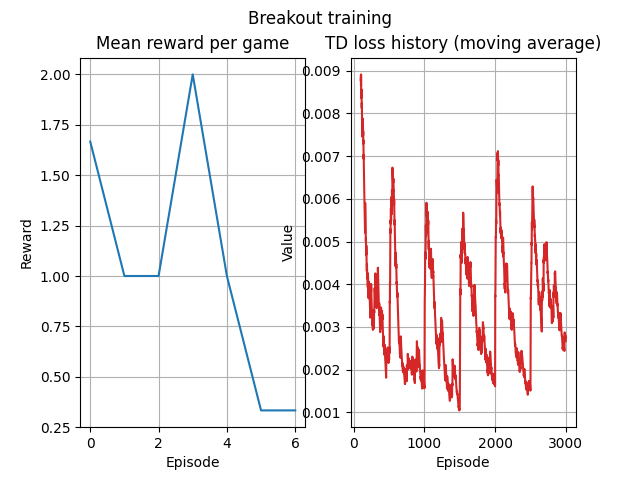 Breakout training
Mean reward per game
2.00
1.75
1.50
1.25
1.00
0.75
0.50
0.25
Reward
0 2 4 6
Episode
TD loss history (moving average)
0.009
0.008
0.007
0.006
0.005
0.004
0.003
0.002
0.001
Value
0 1000 2000 3000
Episode